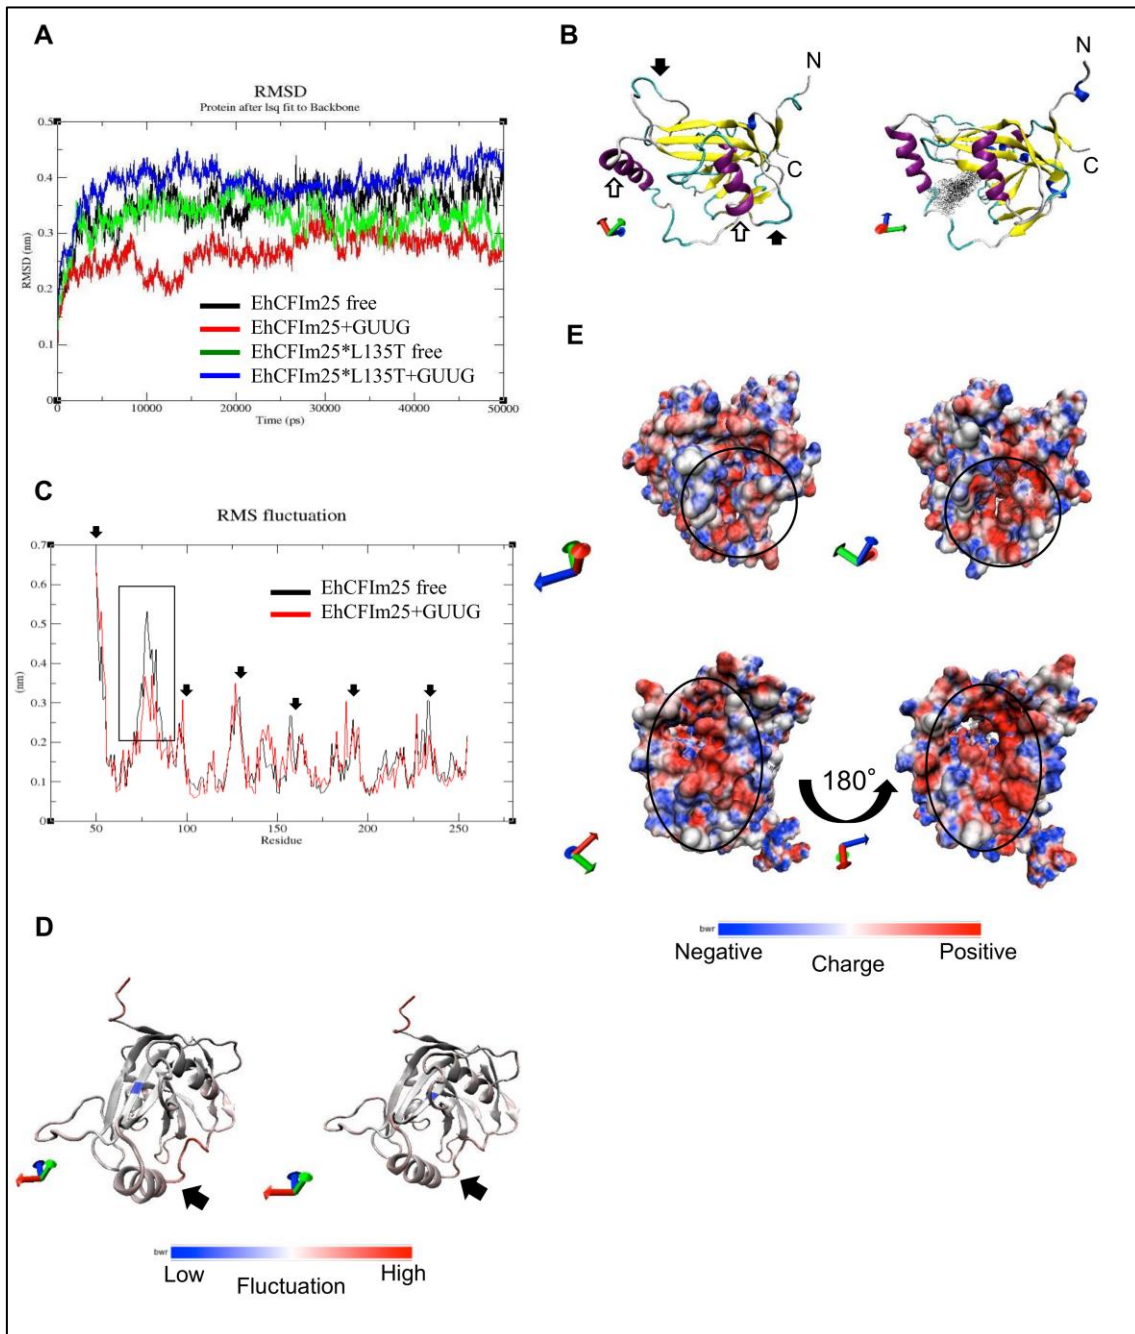 A
RMSD
Protein after lsq fit to Backbone
0.5
0.4
0.3
0.2
0.1
0
RMSD (nm)
EhCFIm25 free
EhCFIm25+GUUG
EhCFIm25*L135T free
EhCFIm25*L135T+GUUG
0 10000 20000 30000 40000 50000
Time (ps)
B
N
C
N
C
C
RMS fluctuation
0.7
0.6
0.5
0.4
0.3
0.2
0.1
0
(nm)
EhCFIm25 free
EhCFIm25+GUUG
50 100 150 200 250
Residue
D
bwr
Low Fluctuation High
E
180°
bwr
Negative Charge Positive